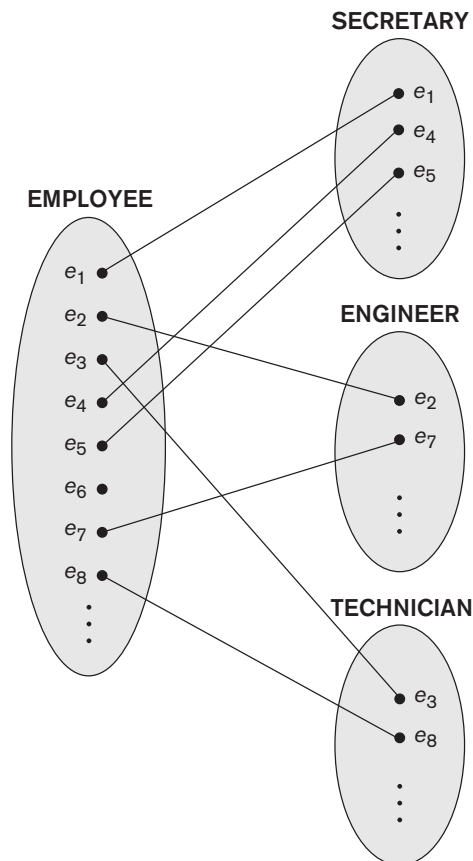 EMPLOYEE
e1
e2
e3
e4
e5
e6
e7
e8
SECRETARY
e1
e4
e5
ENGINEER
e2
e7
TECHNICIAN
e3
e8